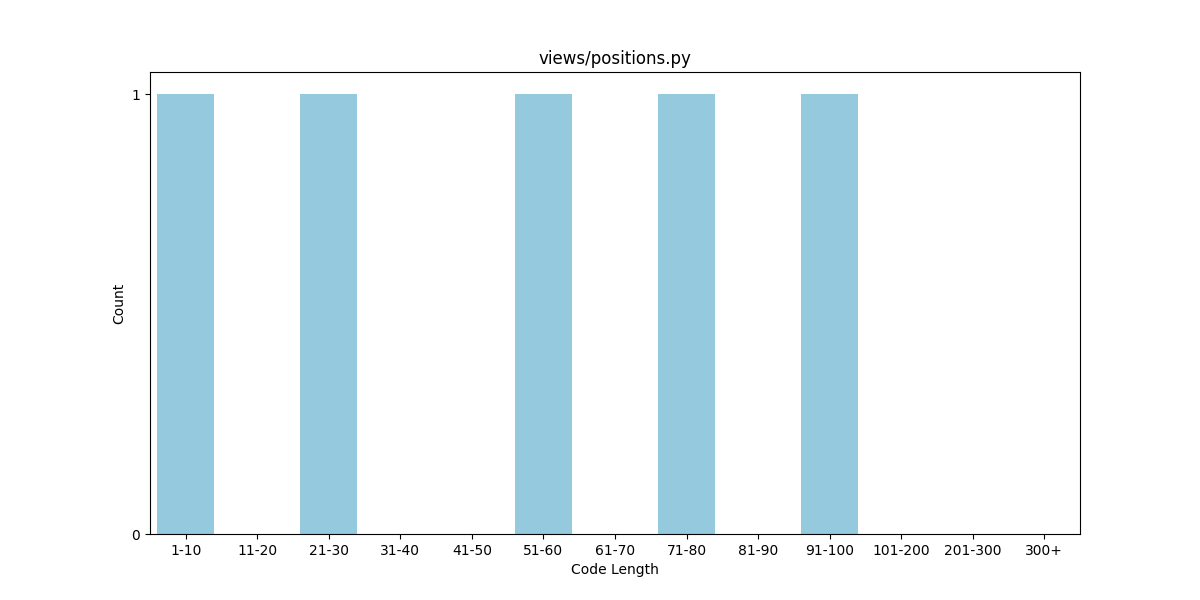 views/positions.py
1
Count
0
1-10 11-20 21-30 31-40 41-50 51-60 61-70 71-80 81-90 91-100 101-200 201-300 300+
Code Length